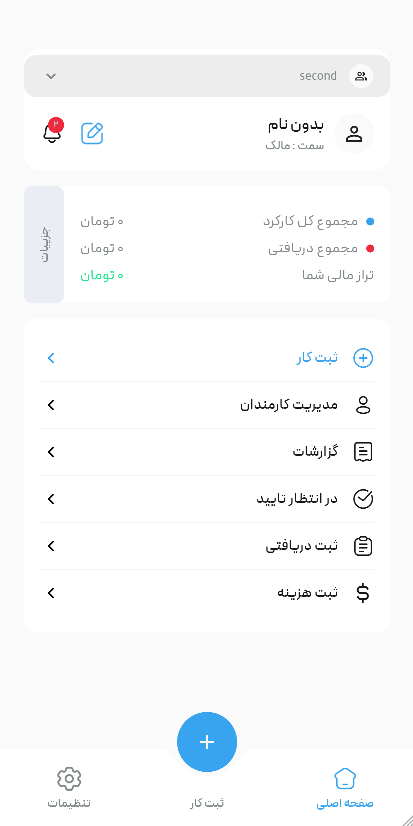 second
۲
بدون نام
سمت : مالک
مجموع کل کارکرد ۰ تومان
مجموع دریافتی ۰ تومان
تراز مالی شما ۰ تومان
جزییات
ثبت کار
مدیریت کارمندان
گزارشات
در انتظار تایید
ثبت دریافتی
ثبت هزینه
صفحه اصلی
ثبت کار
تنظیمات